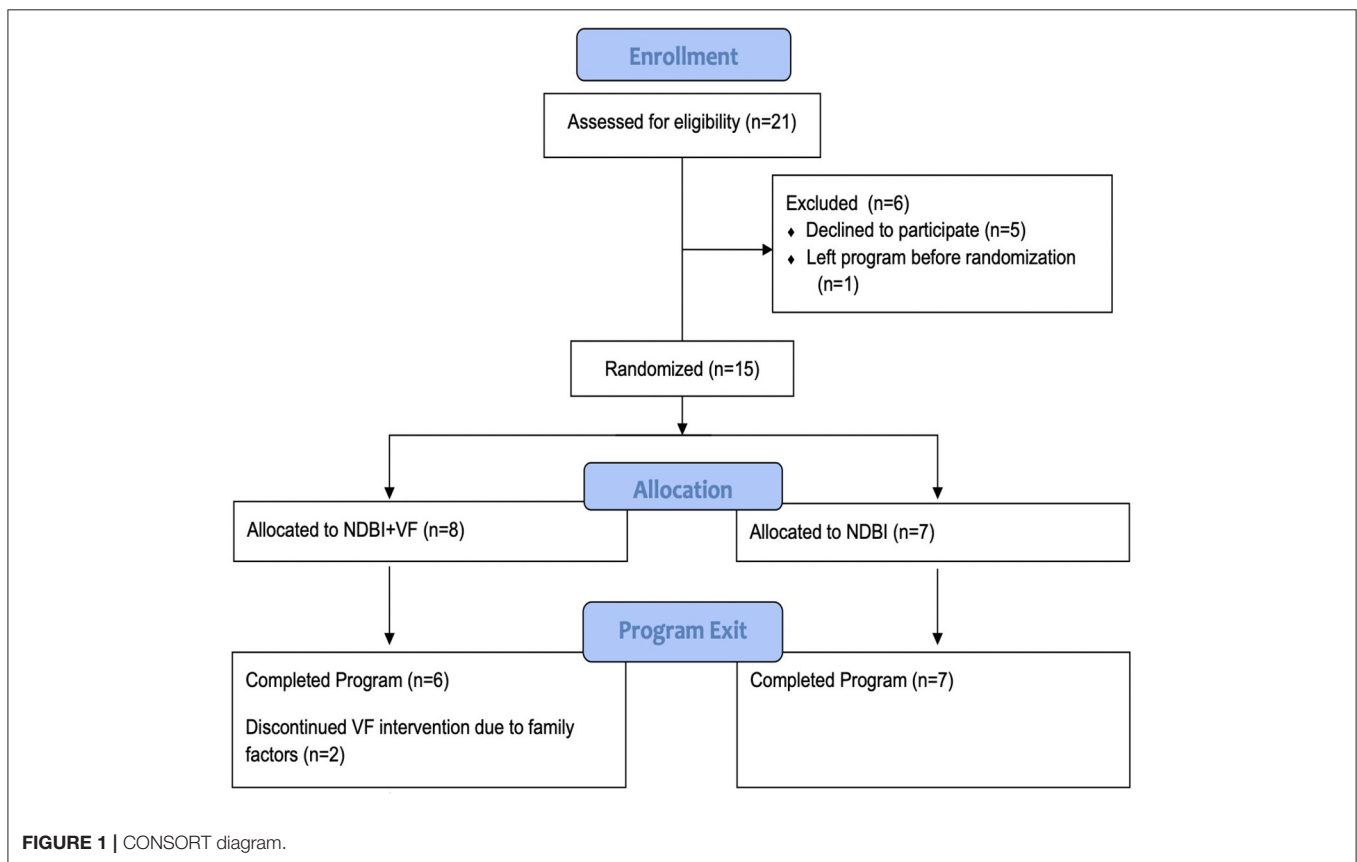 Enrollment
Assessed for eligibility (n=21)
Excluded (n=6)
♦ Declined to participate (n=5)
♦ Left program before randomization
(n=1)
Randomized (n=15)
Allocation
Allocated to NDBI+VF (n=8)
Allocated to NDBI (n=7)
Program Exit
Completed Program (n=6)
Discontinued VF intervention due to family
factors (n=2)
Completed Program (n=7)
FIGURE 1 | CONSORT diagram.